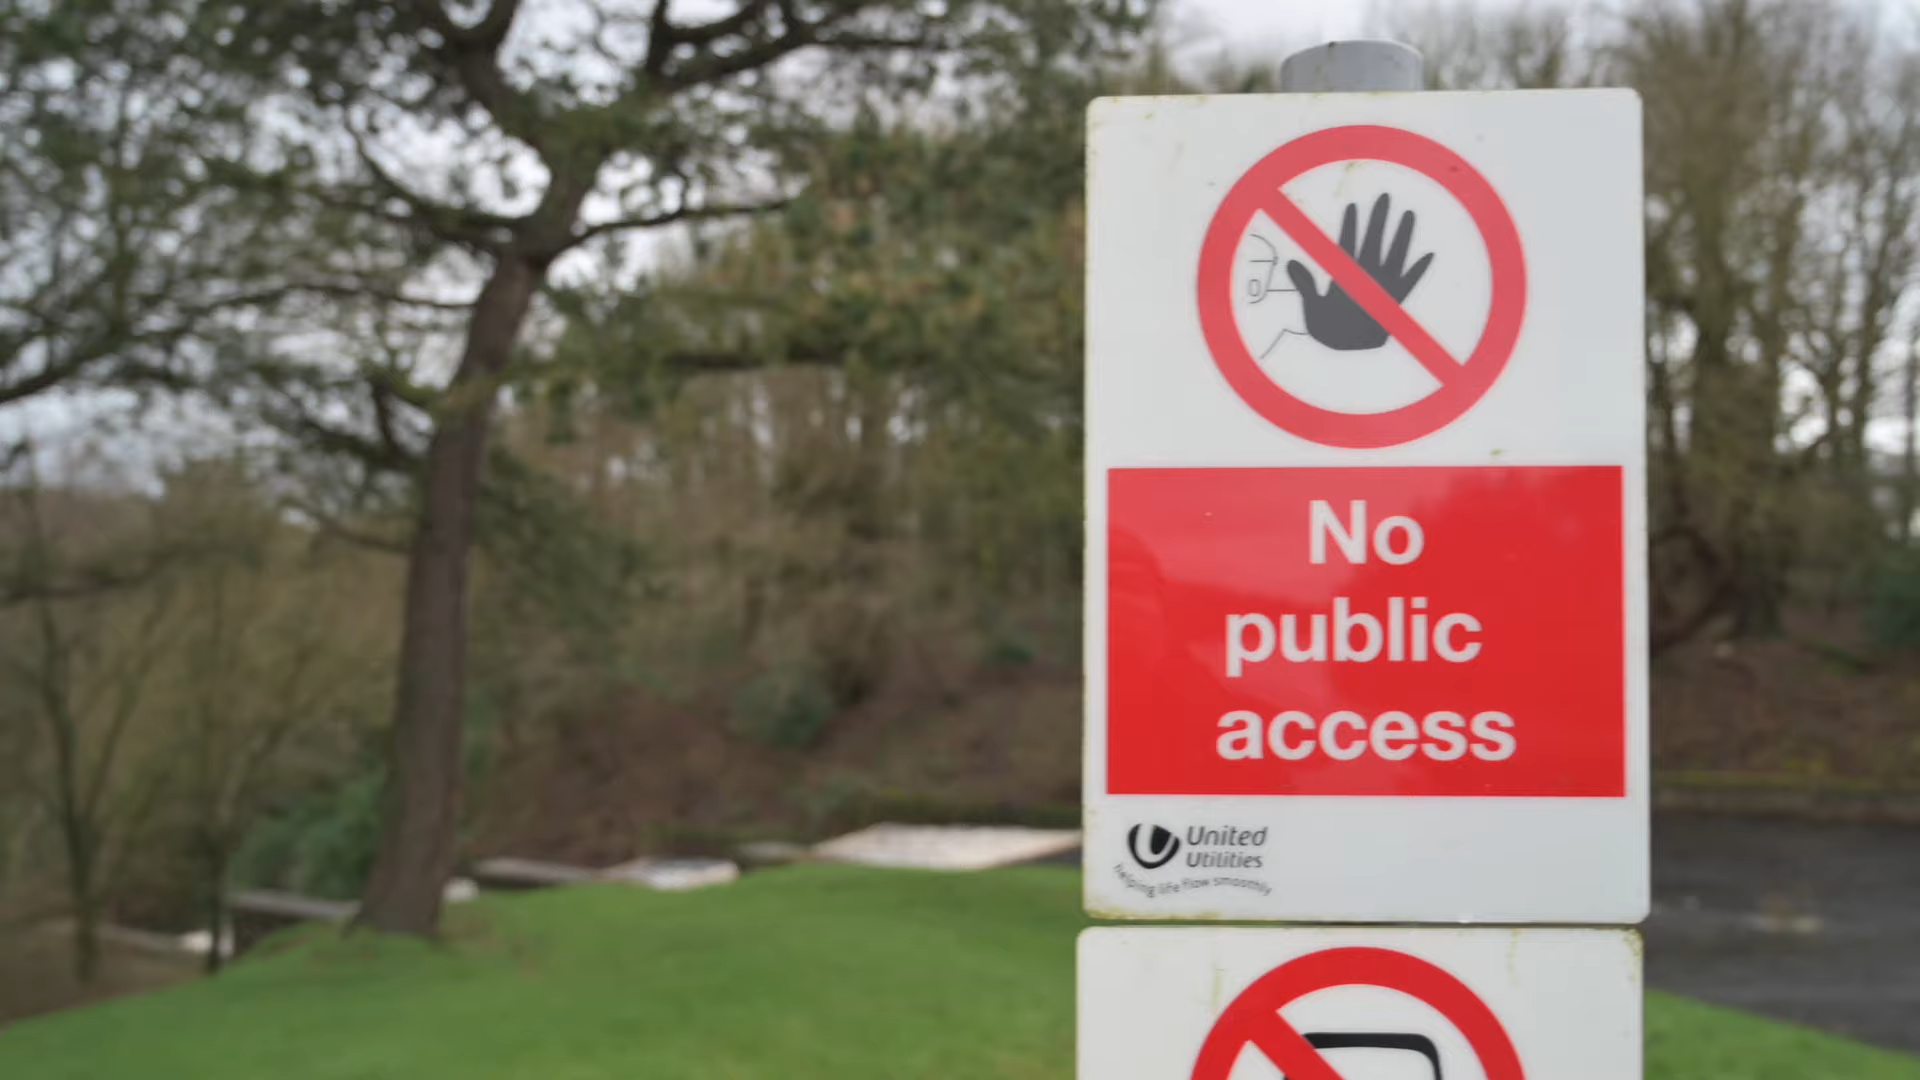 No
public
access
United
Utilities
helping life flow smoothly